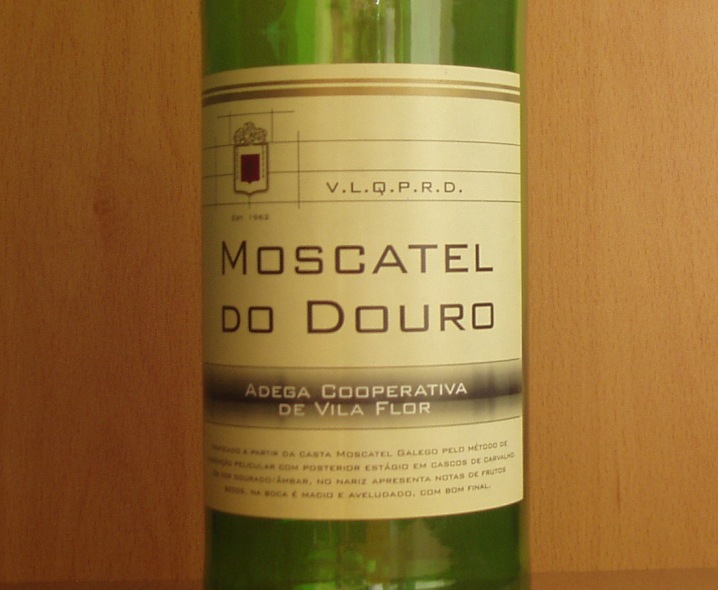 V.L.Q.P.R.D.
Est. 1962
MOSCATEL
DO DOURO
ADEGA COOPERATIVA
DE VILA FLOR
A PARTIR DA CASTA MOSCATEL GALEGO PELO MÉTODO DE
PELICULAR COM POSTERIOR ESTÁGIO EM CASCOS DE CARVALHO.
DOURADO/ÂMBAR, NO NARIZ APRESENTA NOTAS DE FRUTOS
NA BOCA É MACIO E AVELUDADO, COM BOM FINAL.